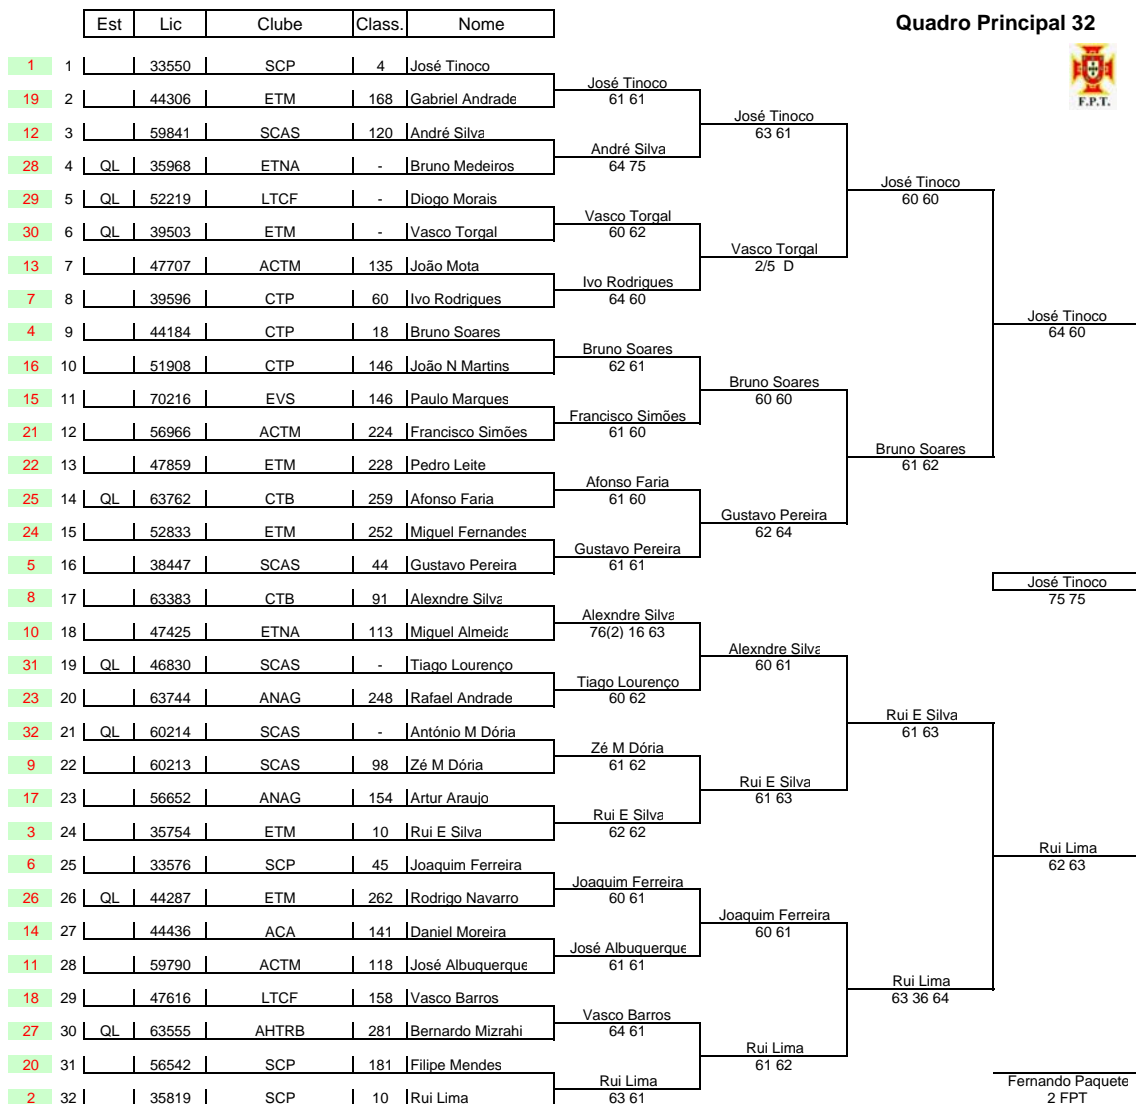 Est Lic Clube Class. Nome
Quadro Principal 32
F.P.T.
1 1 33550 SCP 4 José Tinoco
José Tinoco
19 2 44306 ETM 168 Gabriel Andrade
61 61
José Tinoco
12 3 59841 SCAS 120 André Silva
63 61
André Silva
28 4 QL 35968 ETNA - Bruno Medeiros
64 75
José Tinoco
29 5 QL 52219 LTCF - Diogo Morais
60 60
Vasco Torgal
30 6 QL 39503 ETM - Vasco Torgal
60 62
Vasco Torgal
13 7 47707 ACTM 135 João Mota
2/5 D
Ivo Rodrigues
7 8 39596 CTP 60 Ivo Rodrigues
64 60
José Tinoco
4 9 44184 CTP 18 Bruno Soares
64 60
Bruno Soares
16 10 51908 CTP 146 João N Martins
62 61
Bruno Soares
15 11 70216 EVS 146 Paulo Marques
60 60
Francisco Simões
21 12 56966 ACTM 224 Francisco Simões
61 60
Bruno Soares
22 13 47859 ETM 228 Pedro Leite
61 62
Afonso Faria
25 14 QL 63762 CTB 259 Afonso Faria
61 60
Gustavo Pereira
24 15 52833 ETM 252 Miguel Fernandes
62 64
Gustavo Pereira
5 16 38447 SCAS 44 Gustavo Pereira
61 61
José Tinoco
8 17 63383 CTB 91 Alexndre Silva
75 75
Alexndre Silva
10 18 47425 ETNA 113 Miguel Almeida
76(2) 16 63
Alexndre Silva
31 19 QL 46830 SCAS - Tiago Lourenço
60 61
Tiago Lourenço
23 20 63744 ANAG 248 Rafael Andrade
60 62
Rui E Silva
32 21 QL 60214 SCAS - António M Dória
61 63
Zé M Dória
9 22 60213 SCAS 98 Zé M Dória
61 62
Rui E Silva
17 23 56652 ANAG 154 Artur Araujo
61 63
Rui E Silva
3 24 35754 ETM 10 Rui E Silva
62 62
Rui Lima
6 25 33576 SCP 45 Joaquim Ferreira
62 63
Joaquim Ferreira
26 26 QL 44287 ETM 262 Rodrigo Navarro
60 61
Joaquim Ferreira
14 27 44436 ACA 141 Daniel Moreira
60 61
José Albuquerque
11 28 59790 ACTM 118 José Albuquerque
61 61
Rui Lima
18 29 47616 LTCF 158 Vasco Barros
63 36 64
Vasco Barros
27 30 QL 63555 AHTRB 281 Bernardo Mizrahi
64 61
Rui Lima
20 31 56542 SCP 181 Filipe Mendes
61 62
Rui Lima
Fernando Paquete
2 32 35819 SCP 10 Rui Lima
63 61
2 FPT